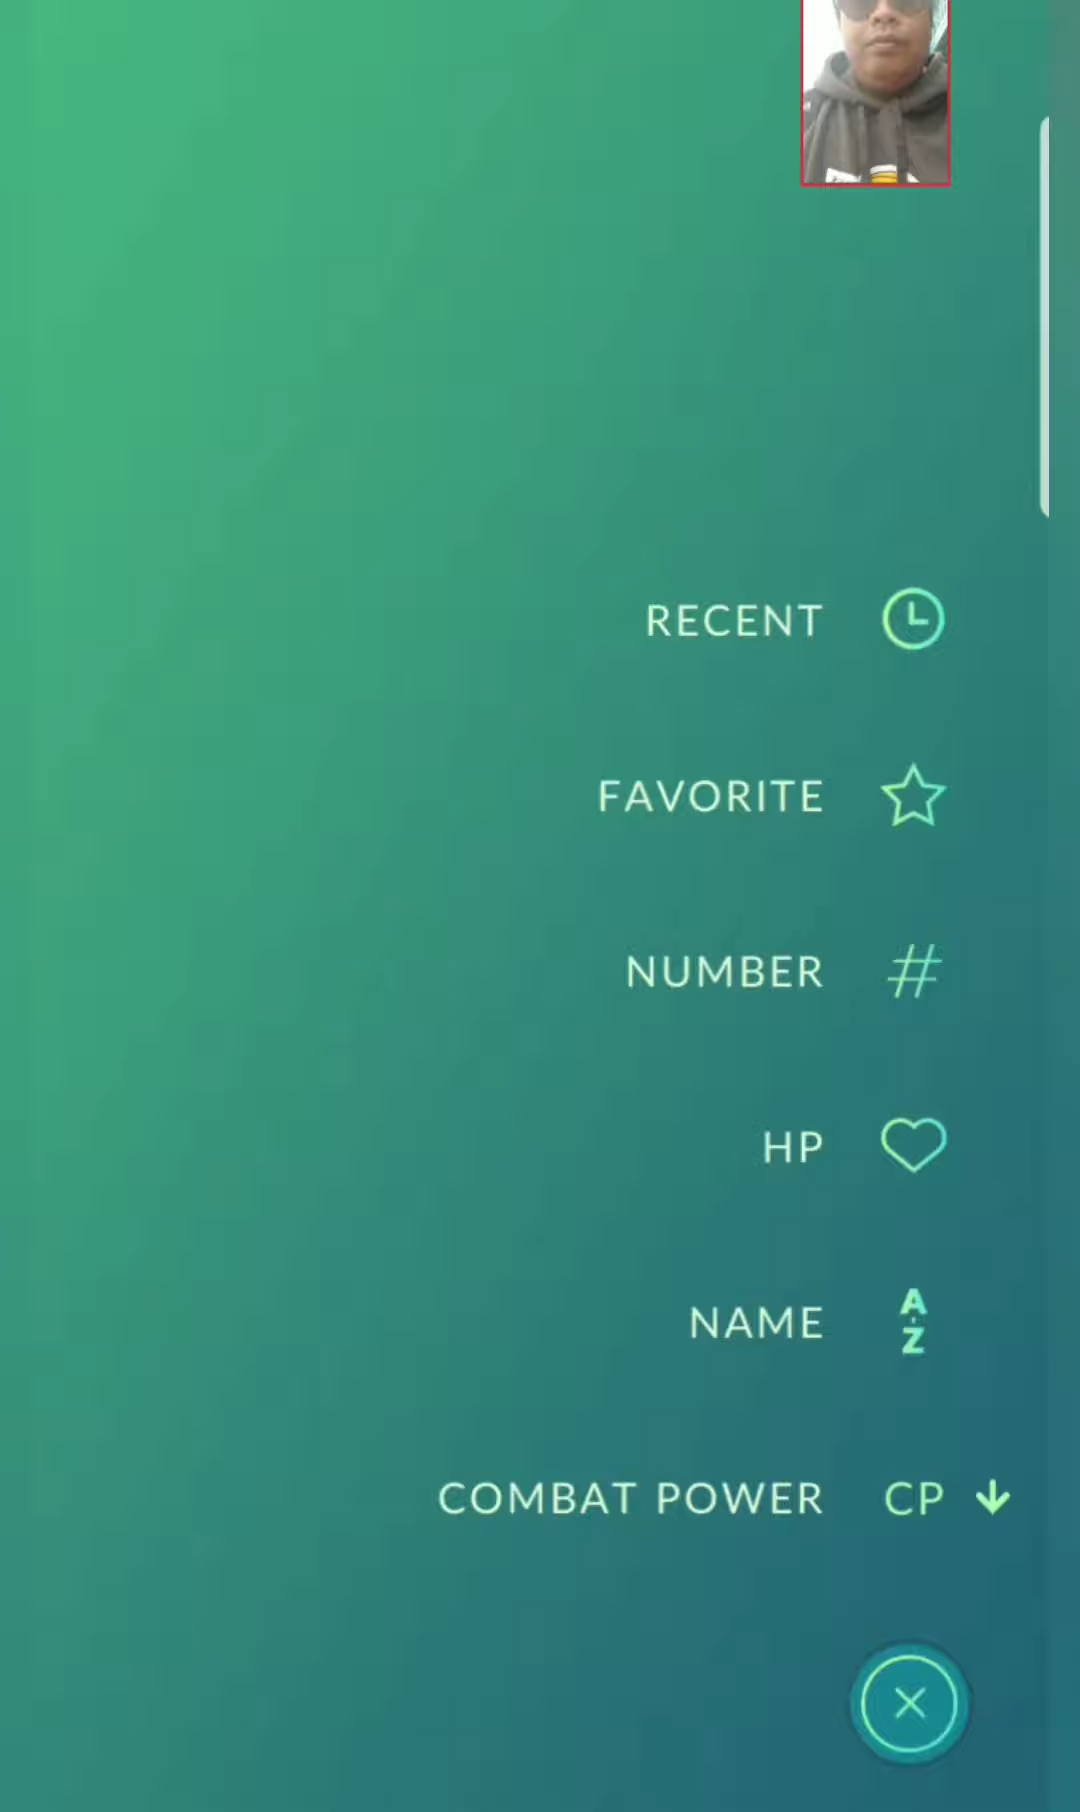 RECENT
FAVORITE
NUMBER #
HP
NAME A-Z
COMBAT POWER CP